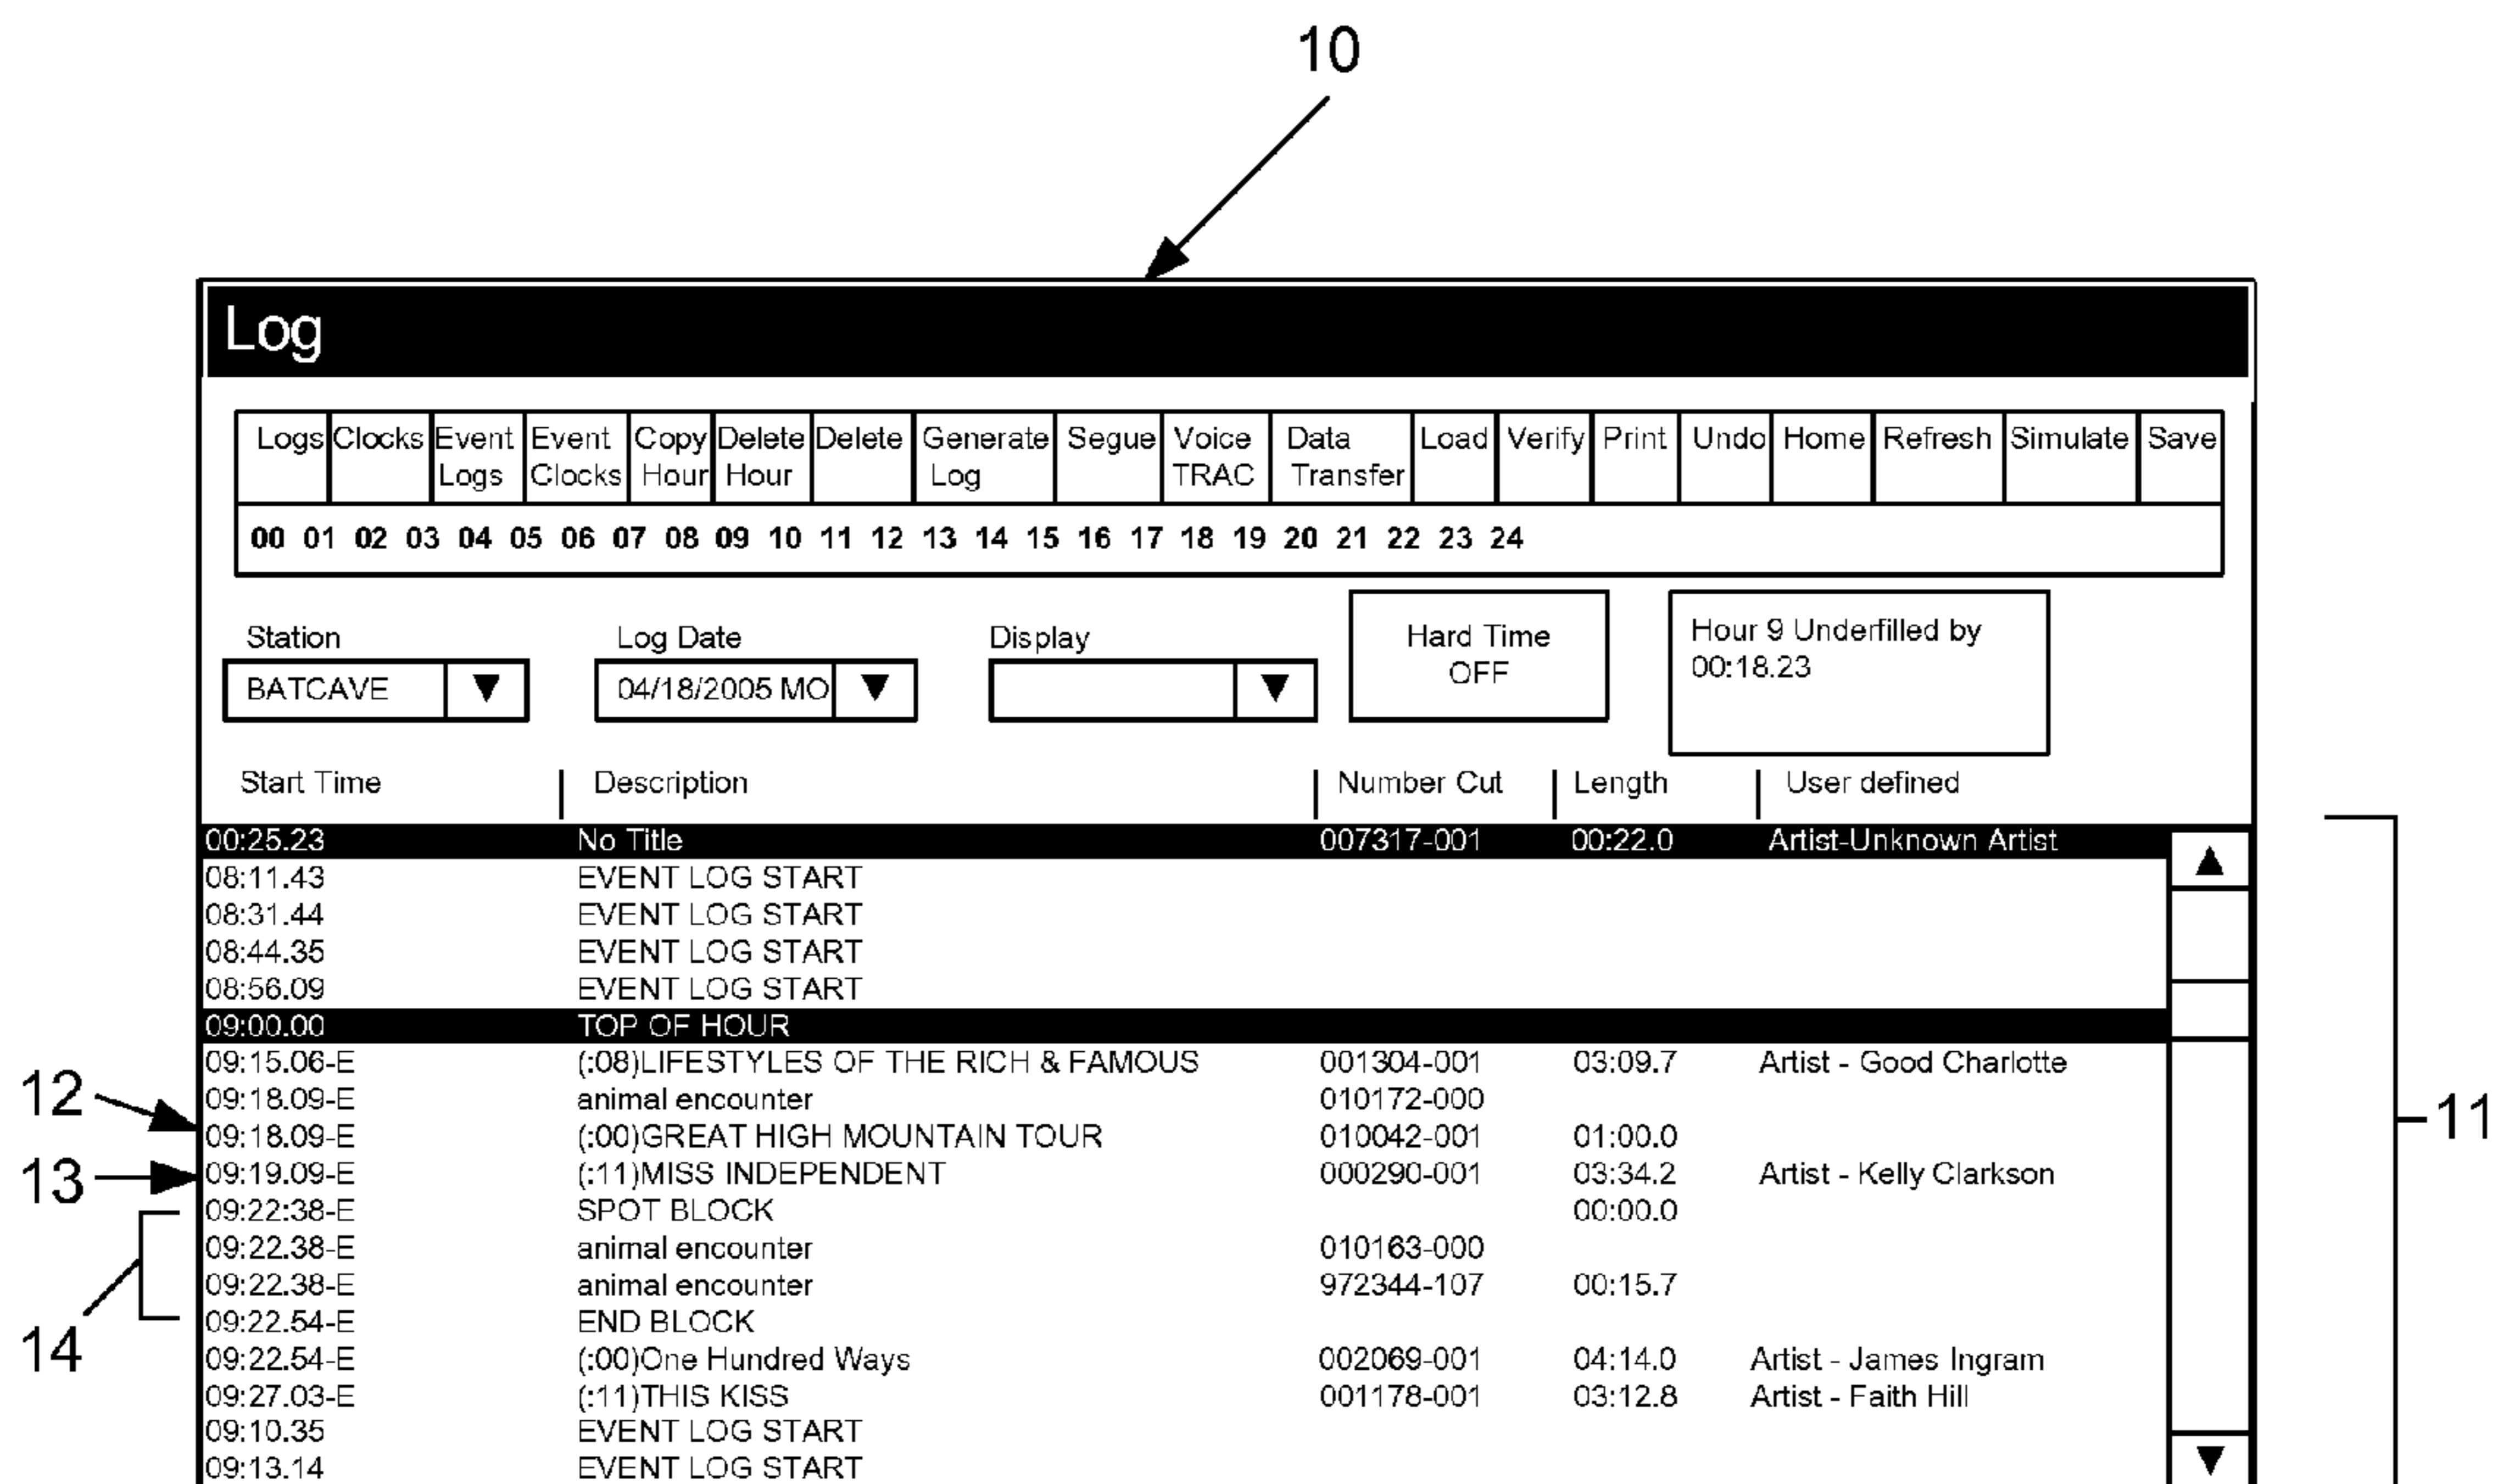 10
Log
Logs Clocks Event Logs Event Clocks Copy Hour Delete Hour Delete Generate Log Segue Voice TRAC Data Transfer Load Verify Print Undo Home Refresh Simulate Save
00 01 02 03 04 05 06 07 08 09 10 11 12 13 14 15 16 17 18 19 20 21 22 23 24
Station Log Date Display Hard Time OFF Hour 9 Underfilled by 00:18.23
BATCAVE 04/18/2005 MO
Start Time Description Number Cut Length User defined
00:25.23 No Title 007317-001 00:22.0 Artist-Unknown Artist
08:11.43 EVENT LOG START
08:31.44 EVENT LOG START
08:44.35 EVENT LOG START
08:56.09 EVENT LOG START
09:00.00 TOP OF HOUR
09:15.06-E (:08)LIFESTYLES OF THE RICH & FAMOUS 001304-001 03:09.7 Artist - Good Charlotte
12 09:18.09-E animal encounter 010172-000
09:18.09-E (:00)GREAT HIGH MOUNTAIN TOUR 010042-001 01:00.0 11
13 09:19.09-E (:11)MISS INDEPENDENT 000290-001 03:34.2 Artist - Kelly Clarkson
09:22:38-E SPOT BLOCK 00:00.0
09:22.38-E animal encounter 010163-000
09:22.38-E animal encounter 972344-107 00:15.7
09:22.54-E END BLOCK
14 09:22.54-E (:00)One Hundred Ways 002069-001 04:14.0 Artist - James Ingram
09:27.03-E (:11)THIS KISS 001178-001 03:12.8 Artist - Faith Hill
09:10.35 EVENT LOG START
09:13.14 EVENT LOG START